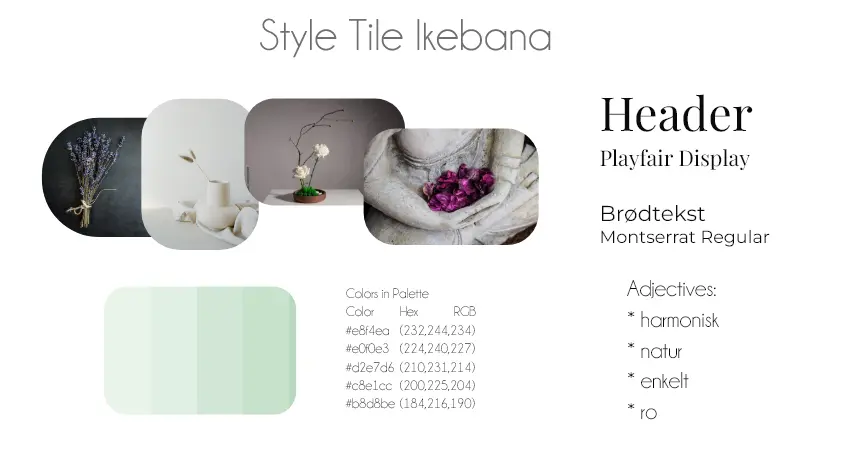 Style Tile Ikebana
Header
Playfair Display
Brødtekst
Montserrat Regular
Colors in Palette
Color Hex RGB
#e8f4ea (232,244,234)
#e0f0e3 (224,240,227)
#d2e7d6 (210,231,214)
#c8e1cc (200,225,204)
#b8d8be (184,216,190)
Adjectives:
* harmonisk
* natur
* enkelt
* ro